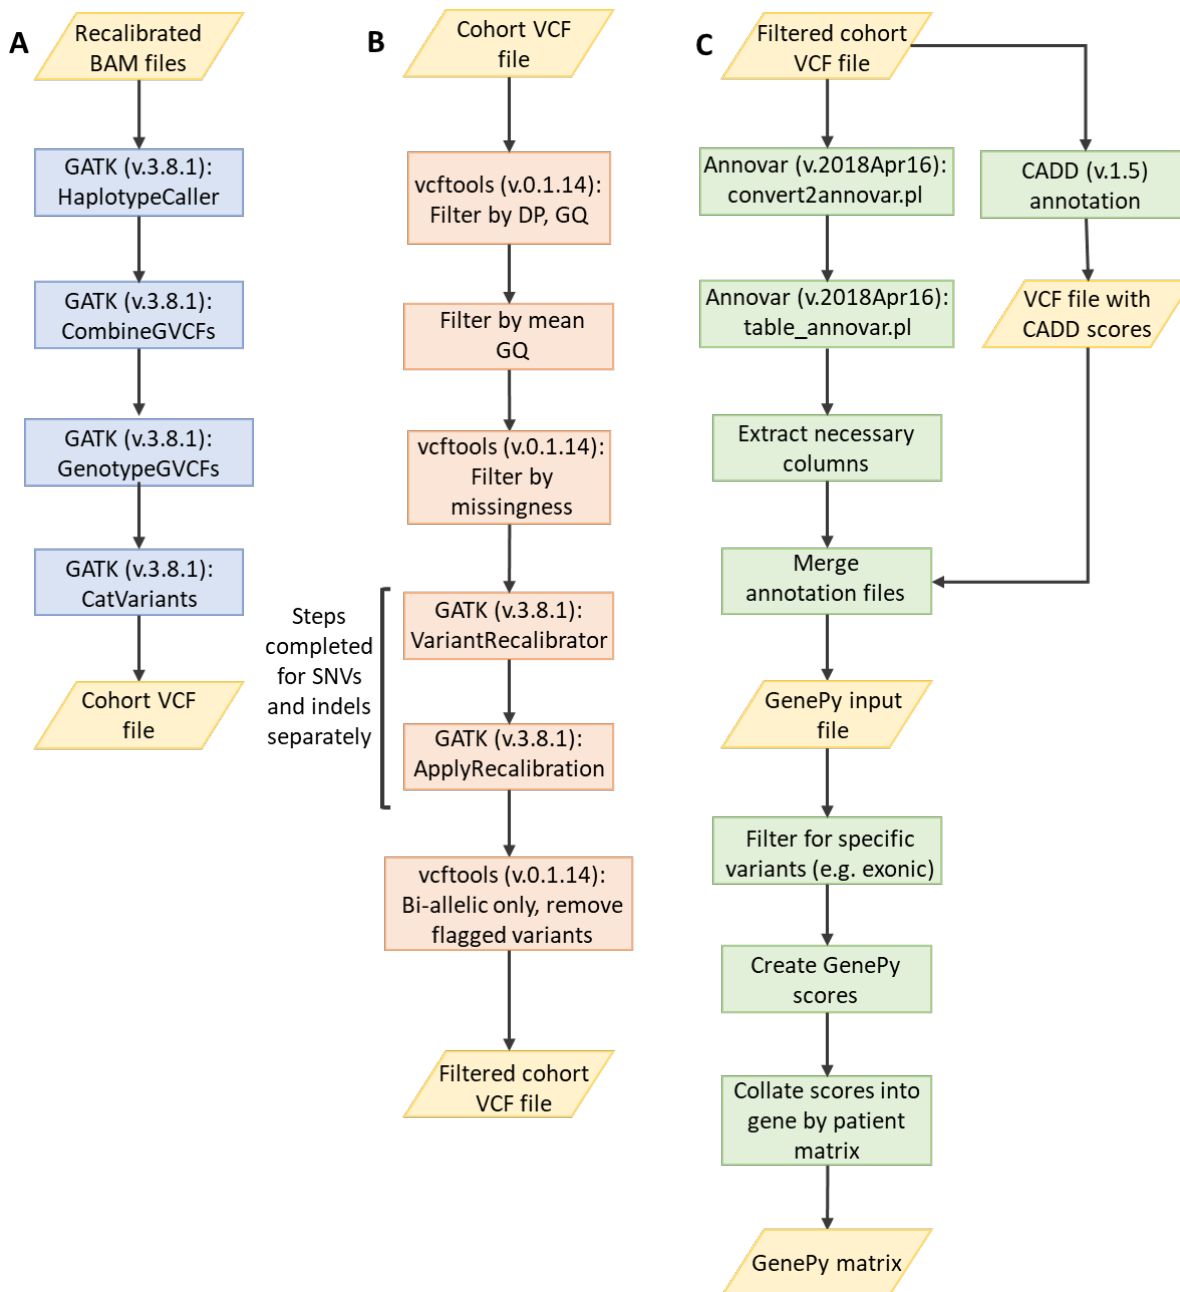 A
Recalibrated
BAM files
GATK (v.3.8.1):
HaplotypeCaller
GATK (v.3.8.1):
CombineGVCFs
GATK (v.3.8.1):
GenotypeGVCFs
GATK (v.3.8.1):
CatVariants
Cohort VCF
file
B
Cohort VCF
file
vcftools (v.0.1.14):
Filter by DP, GQ
Filter by mean
GQ
vcftools (v.0.1.14):
Filter by
missingness
Steps
completed
for SNVs
and indels
separately
GATK (v.3.8.1):
VariantRecalibrator
GATK (v.3.8.1):
ApplyRecalibration
vcftools (v.0.1.14):
Bi-allelic only, remove
flagged variants
Filtered cohort
VCF file
C
Filtered cohort
VCF file
Annovar (v.2018Apr16):
convert2annovar.pl
CADD (v.1.5)
annotation
Annovar (v.2018Apr16):
table_annovar.pl
VCF file with
CADD scores
Extract necessary
columns
Merge
annotation files
GenePy input
file
Filter for specific
variants (e.g. exonic)
Create GenePy
scores
Collate scores into
gene by patient
matrix
GenePy matrix